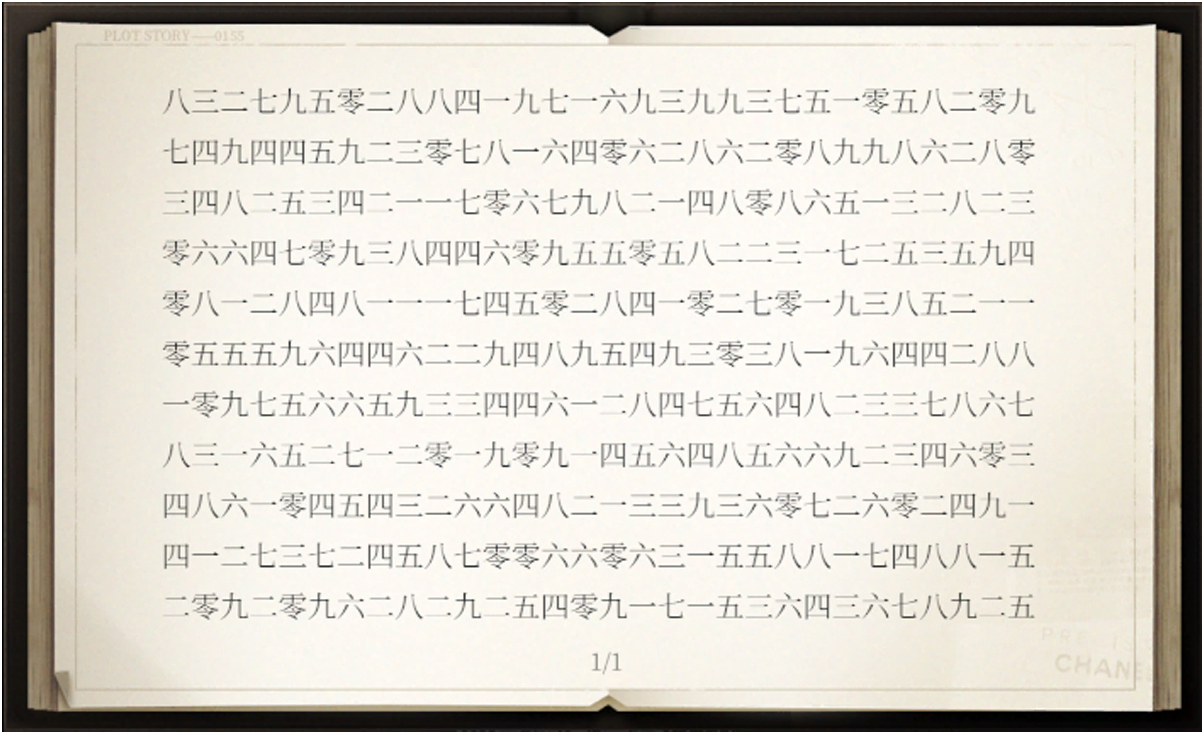 PLOT STORY——0155
八三二七九五零二八八四一九七一六九三九九三七五一零五八二零九
七四九四四五九二三零七八一六四零六二八六二零八九九八六二八零
三四八二五三四二一一七零六七九八二一四八零八六五一三二八二三
零六六四七零九三八四四六零九五五零五八二二三一七二五三五九四
零八一二八四八一一一七四五零二八四一零二七零一九三八五二一一
零五五五九六四四六二二九四八九五四九三零三八一九六四四二八八
一零九七五六六五九三三四四六一二八四七五六四八二三三七八六七
八三一六五二七一二零一九零九一四五六四八五六六九二三四六零三
四八六一零四五四三二六六四八二一三三九三六零七二六零二四九一
四一二七三七二四五八七零零六六零六三一五五八八一七四八八一五
二零九二零九六二八二九二五四零九一七一五三六四三六七八九二五
1/1
CHANEL